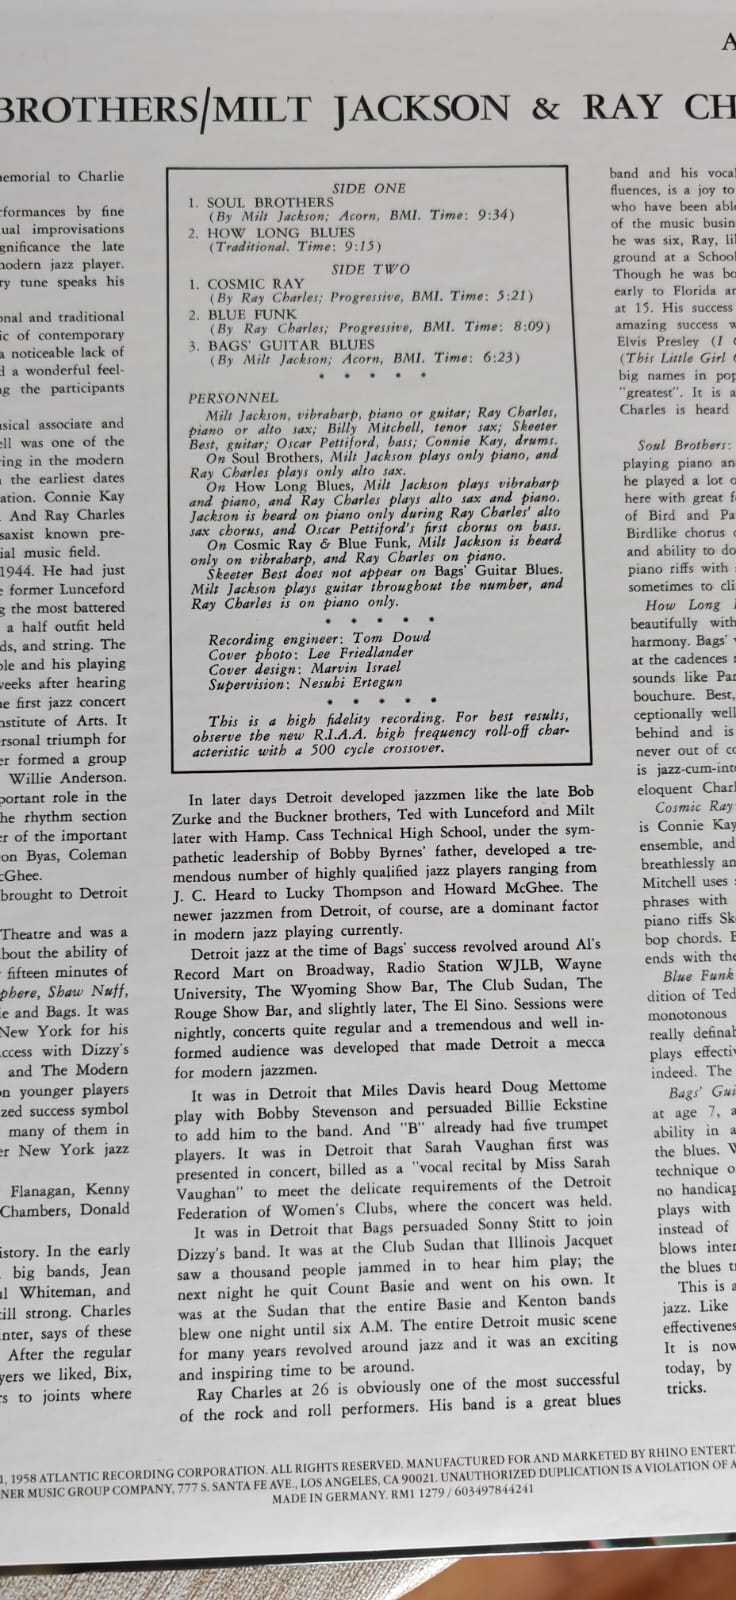 A
BROTHERS/MILT JACKSON & RAY CH
emorial to Charlie
rformances by fine
ual improvisations
gnificance the late
modern jazz player.
ry tune speaks his
onal and traditional
ic of contemporary
a noticeable lack of
d a wonderful feel-
ng the participants
usical associate and
ell was one of the
ring in the modern
n the earliest dates
ation. Connie Kay
. And Ray Charles
saxist known pre-
ial music field.
1944. He had just
e former Lunceford
g the most battered
a half outfit held
ds, and string. The
ole and his playing
weeks after hearing
he first jazz concert
nstitute of Arts. It
ersonal triumph for
er formed a group
Willie Anderson.
portant role in the
he rhythm section
er of the important
on Byas, Coleman
cGhee.
brought to Detroit
Theatre and was a
bout the ability of
fifteen minutes of
phere, Shaw Nuff,
ie and Bags. It was
New York for his
ccess with Dizzy's
and The Modern
on younger players
zed success symbol
many of them in
er New York jazz
Flanagan, Kenny
Chambers, Donald
istory. In the early
big bands, Jean
ul Whiteman, and
till strong. Charles
inter, says of these
After the regular
yers we liked, Bix,
rs to joints where
SIDE ONE
1. SOUL BROTHERS
(By Milt Jackson; Acorn, BMI. Time: 9:34)
2. HOW LONG BLUES
(Traditional. Time: 9:15)
SIDE TWO
1. COSMIC RAY
(By Ray Charles; Progressive, BMI. Time: 5:21)
2. BLUE FUNK
(By Ray Charles; Progressive, BMI. Time: 8:09)
3. BAGS' GUITAR BLUES
(By Milt Jackson; Acorn, BMI. Time: 6:23)
* * * * *
PERSONNEL
Milt Jackson, vibraharp, piano or guitar; Ray Charles,
piano or alto sax; Billy Mitchell, tenor sax; Skeeter
Best, guitar; Oscar Pettiford, bass; Connie Kay, drums.
On Soul Brothers, Milt Jackson plays only piano, and
Ray Charles plays only alto sax.
On How Long Blues, Milt Jackson plays vibraharp
and piano, and Ray Charles plays alto sax and piano.
Jackson is heard on piano only during Ray Charles' alto
sax chorus, and Oscar Pettiford's first chorus on bass.
On Cosmic Ray & Blue Funk, Milt Jackson is heard
only on vibraharp, and Ray Charles on piano.
Skeeter Best does not appear on Bags' Guitar Blues.
Milt Jackson plays guitar throughout the number, and
Ray Charles is on piano only.
* * * * *
Recording engineer: Tom Dowd
Cover photo: Lee Friedlander
Cover design: Marvin Israel
Supervision: Nesuhi Ertegun
* * * * *
This is a high fidelity recording. For best results,
observe the new R.I.A.A. high frequency roll-off char-
acteristic with a 500 cycle crossover.
In later days Detroit developed jazzmen like the late Bob
Zurke and the Buckner brothers, Ted with Lunceford and Milt
later with Hamp. Cass Technical High School, under the sym-
pathetic leadership of Bobby Byrnes' father, developed a tre-
mendous number of highly qualified jazz players ranging from
J. C. Heard to Lucky Thompson and Howard McGhee. The
newer jazzmen from Detroit, of course, are a dominant factor
in modern jazz playing currently.
Detroit jazz at the time of Bags' success revolved around Al's
Record Mart on Broadway, Radio Station WJLB, Wayne
University, The Wyoming Show Bar, The Club Sudan, The
Rouge Show Bar, and slightly later, The El Sino. Sessions were
nightly, concerts quite regular and a tremendous and well in-
formed audience was developed that made Detroit a mecca
for modern jazzmen.
It was in Detroit that Miles Davis heard Doug Mettome
play with Bobby Stevenson and persuaded Billie Eckstine
to add him to the band. And "B" already had five trumpet
players. It was in Detroit that Sarah Vaughan first was
presented in concert, billed as a "vocal recital by Miss Sarah
Vaughan" to meet the delicate requirements of the Detroit
Federation of Women's Clubs, where the concert was held.
It was in Detroit that Bags persuaded Sonny Stitt to join
Dizzy's band. It was at the Club Sudan that Illinois Jacquet
saw a thousand people jammed in to hear him play; the
next night he quit Count Basie and went on his own. It
was at the Sudan that the entire Basie and Kenton bands
blew one night until six A.M. The entire Detroit music scene
for many years revolved around jazz and it was an exciting
and inspiring time to be around.
Ray Charles at 26 is obviously one of the most successful
of the rock and roll performers. His band is a great blues
band and his vocal
fluences, is a joy to
who have been able
of the music busin
he was six, Ray, li
ground at a School
Though he was bo
early to Florida an
at 15. His success
amazing success w
Elvis Presley (I
(This Little Girl
big names in pop
"greatest". It is a
Charles is heard
Soul Brothers:
playing piano an
he played a lot o
here with great f
of Bird and Pa
Birdlike chorus
and ability to do
piano riffs with
sometimes to cli
How Long
beautifully with
harmony. Bags'
at the cadences
sounds like Par
bouchure. Best,
ceptionally well
behind and is
never out of co
is jazz-cum-int
eloquent Charl
Cosmic Ray
is Connie Kay
ensemble, and
breathlessly an
Mitchell uses
phrases with
piano riffs Sk
bop chords. B
ends with the
Blue Funk
dition of Ted
monotonous
really definab
plays effectiv
indeed. The
Bags' Gui
at age 7, a
ability in a
the blues. W
technique o
no handicap
plays with
instead of
blows inter
the blues t
This is a
jazz. Like
effectivenes
It is now
today, by
tricks.
1, 1958 ATLANTIC RECORDING CORPORATION. ALL RIGHTS RESERVED. MANUFACTURED FOR AND MARKETED BY RHINO ENTERT
NER MUSIC GROUP COMPANY, 777 S. SANTA FE AVE., LOS ANGELES, CA 90021. UNAUTHORIZED DUPLICATION IS A VIOLATION OF A
MADE IN GERMANY. RM1 1279 / 603497844241